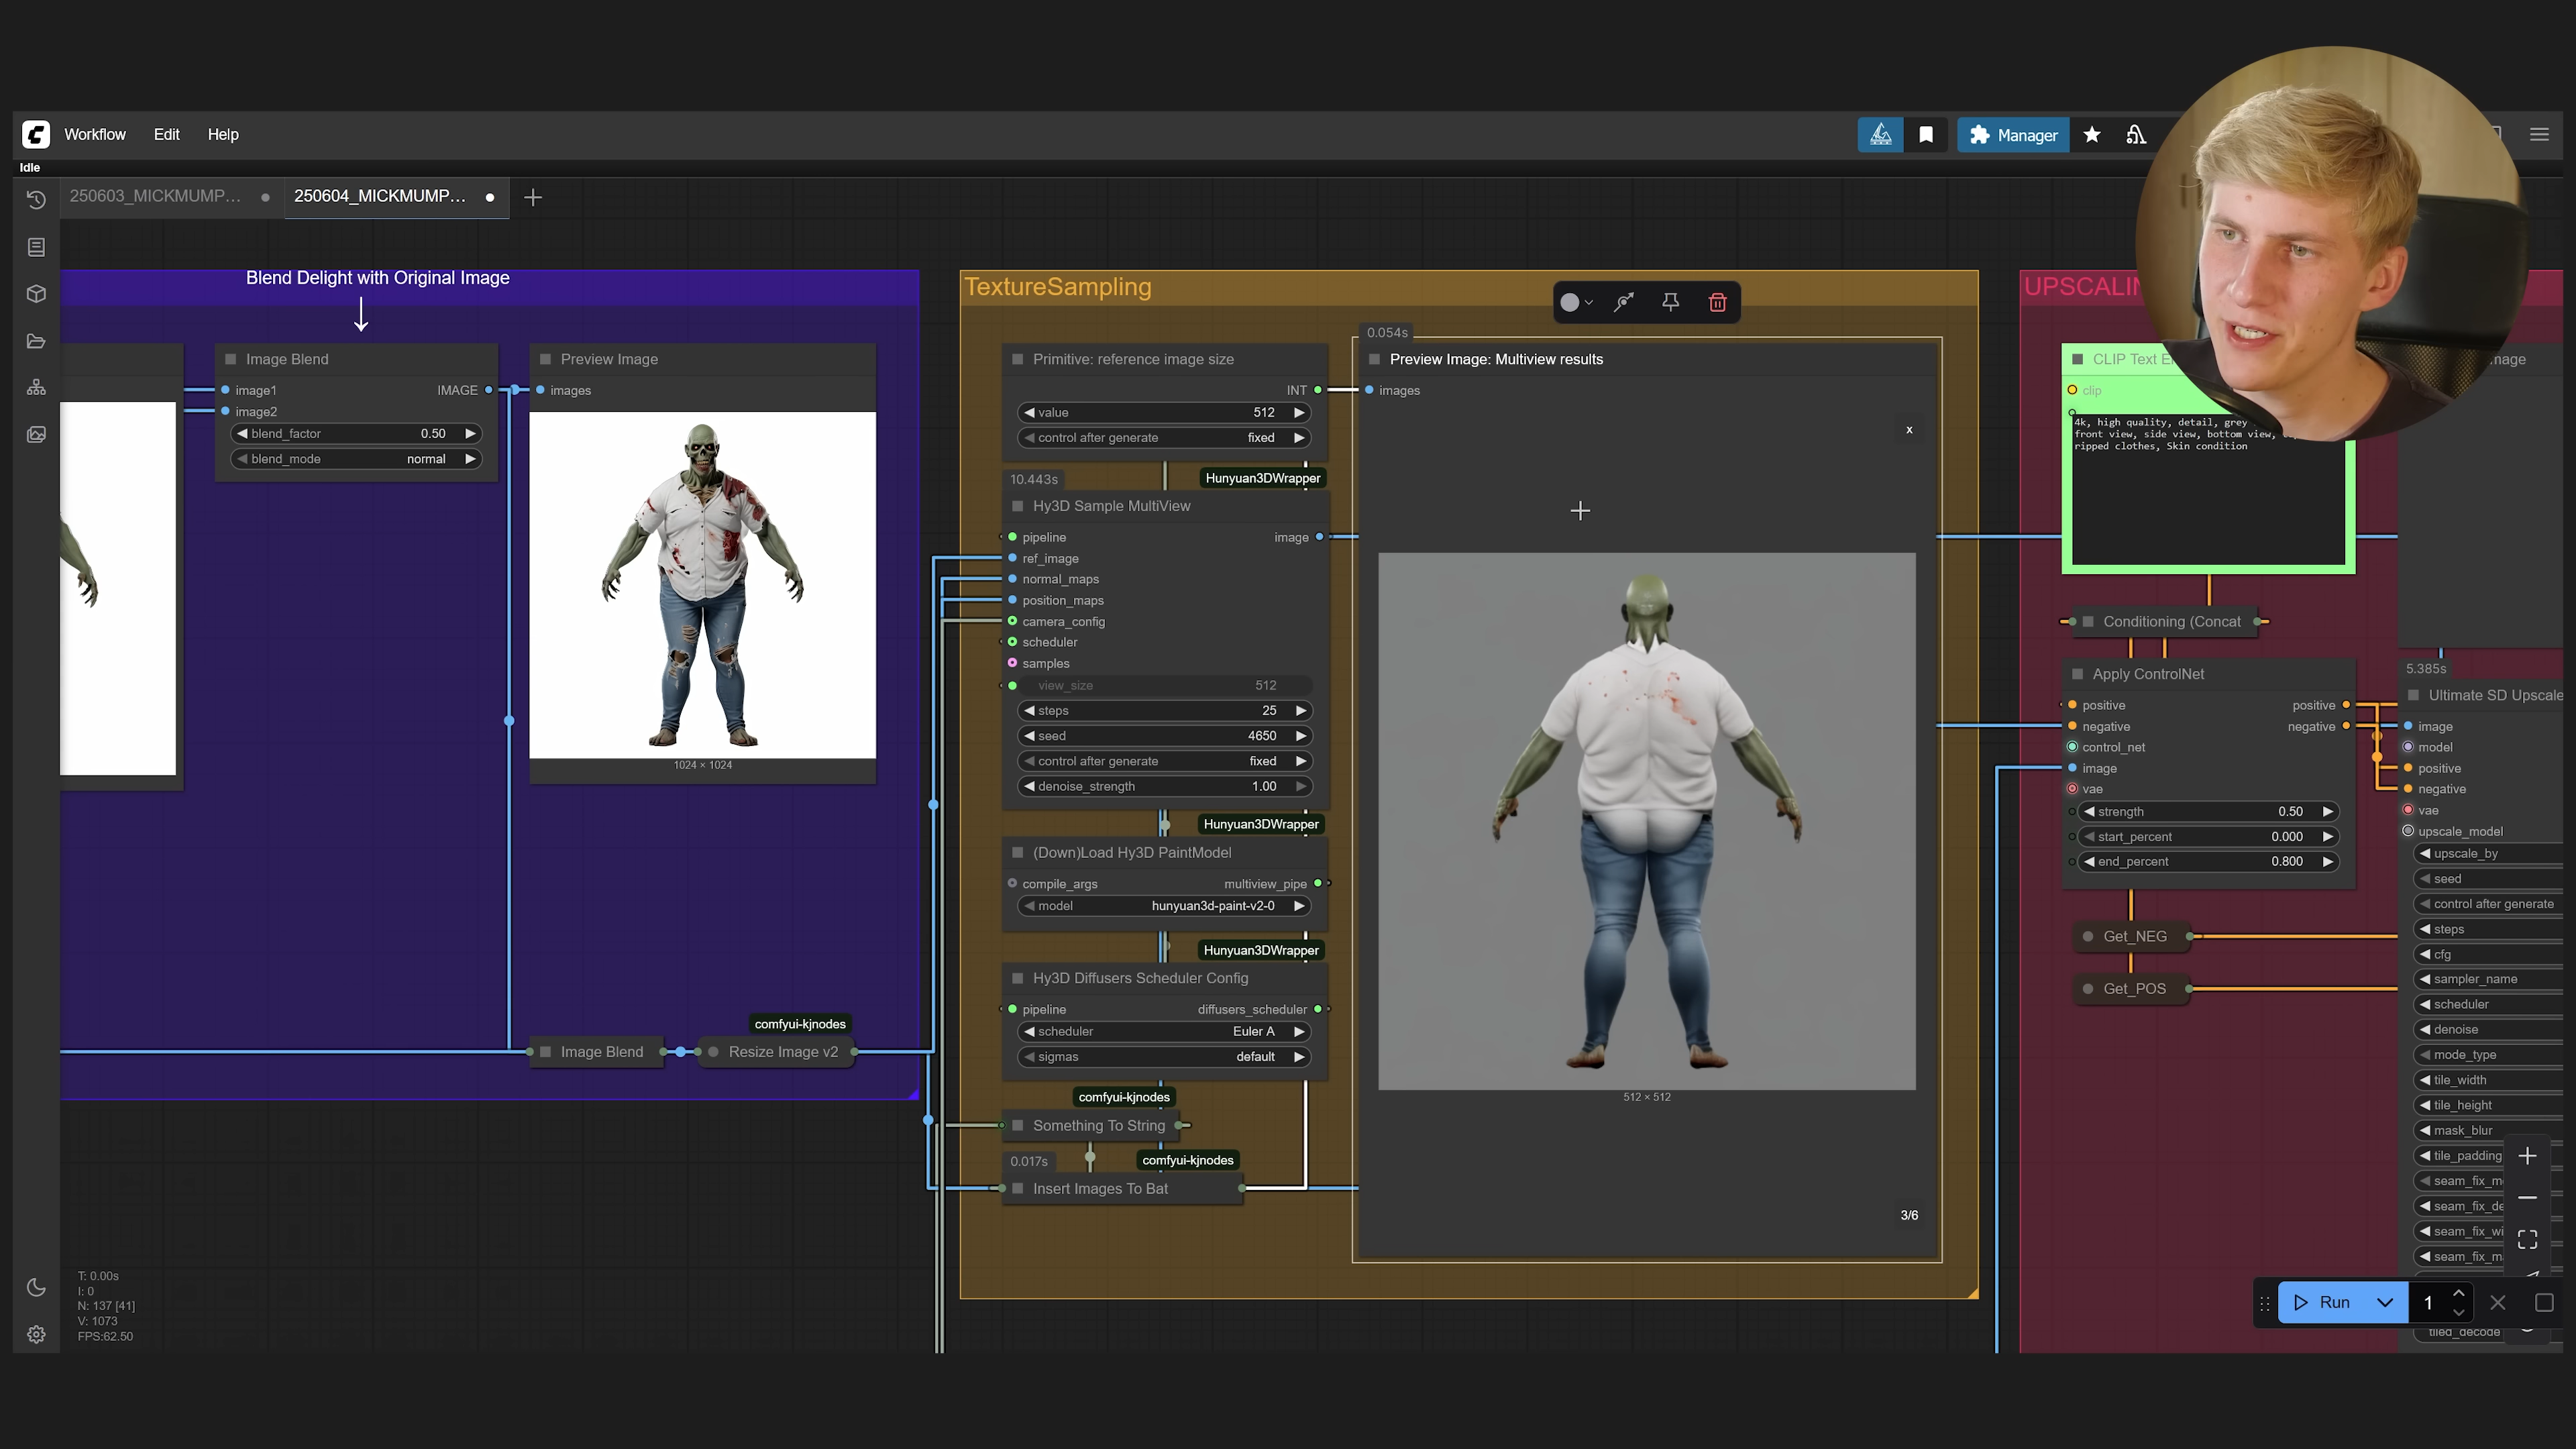 Workflow Edit Help
Manager
Idle
250603_MICKMUMP...
250604_MICKMUMP...
Blend Delight with Original Image
Image Blend
image1 IMAGE
image2
blend_factor 0.50
blend_mode normal
Preview Image
images
1024 × 1024
comfyui-kjnodes
Image Blend
Resize Image v2
TextureSampling
Primitive: reference image size
INT
value 512
control after generate fixed
10.443s
Hunyuan3DWrapper
Hy3D Sample MultiView
pipeline image
ref_image
normal_maps
position_maps
camera_config
scheduler
samples
view_size 512
steps 25
seed 4650
control after generate fixed
denoise_strength 1.00
Hunyuan3DWrapper
(Down)Load Hy3D PaintModel
compile_args multiview_pipe
model hunyuan3d-paint-v2-0
Hunyuan3DWrapper
Hy3D Diffusers Scheduler Config
pipeline diffusers_scheduler
scheduler Euler A
sigmas default
comfyui-kjnodes
Something To String
0.017s
comfyui-kjnodes
Insert Images To Bat
0.054s
Preview Image: Multiview results
images
x
512 × 512
3/6
CLIP Text
clip
4k, high quality, detail, grey
front view, side view, bottom view,
ripped clothes, Skin condition
Conditioning (Concat
Apply ControlNet
positive positive
negative negative
control_net
image
vae
strength 0.50
start_percent 0.000
end_percent 0.800
Get_NEG
Get_POS
5.385s
Ultimate SD Upscale
image
model
positive
negative
vae
upscale_model
upscale_by
seed
control after generate
steps
cfg
sampler_name
scheduler
denoise
mode_type
tile_width
tile_height
mask_blur
tile_padding
seam_fix_m
seam_fix_de
seam_fix_wi
seam_fix_m
tiled_decode
Run 1
T: 0.00s
I: 0
N: 137 [41]
V: 1073
FPS:62.50